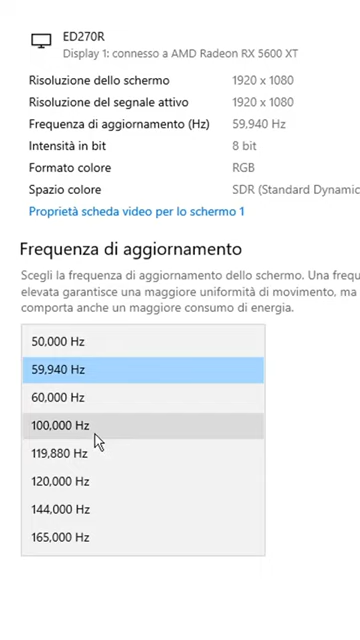 ED270R
Display 1: connesso a AMD Radeon RX 5600 XT
Risoluzione dello schermo 1920 x 1080
Risoluzione del segnale attivo 1920 x 1080
Frequenza di aggiornamento (Hz) 59,940 Hz
Intensità in bit 8 bit
Formato colore RGB
Spazio colore SDR (Standard Dynamic
Proprietà scheda video per lo schermo 1
Frequenza di aggiornamento
Scegli la frequenza di aggiornamento dello schermo. Una frequ
elevata garantisce una maggiore uniformità di movimento, ma
comporta anche un maggiore consumo di energia.
50,000 Hz
59,940 Hz
60,000 Hz
100,000 Hz
119,880 Hz
120,000 Hz
144,000 Hz
165,000 Hz